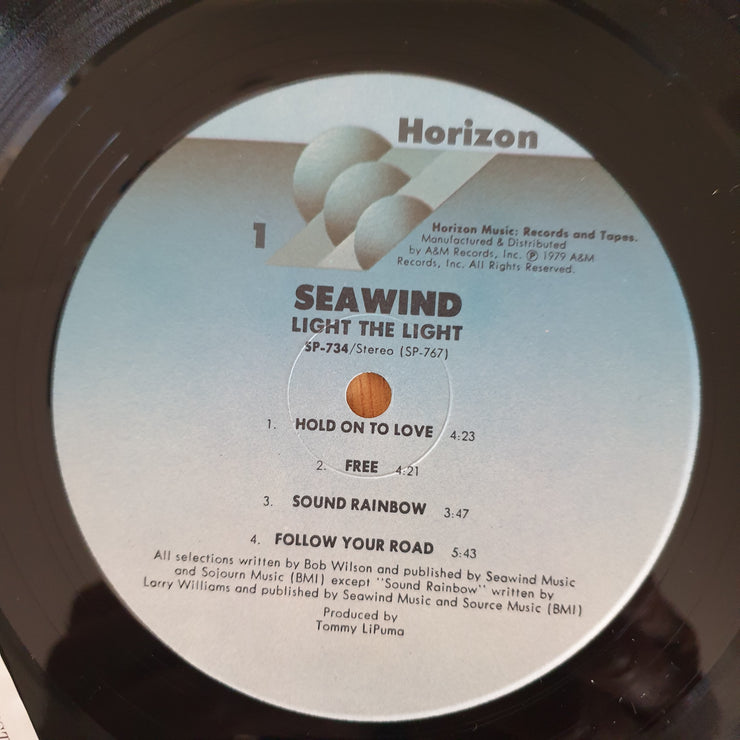 Horizon
1
Horizon Music: Records and Tapes.
Manufactured & Distributed
by A&M Records, Inc. Ⓟ 1979 A&M
Records, Inc. All Rights Reserved.
SEAWIND
LIGHT THE LIGHT
SP-734/Stereo (SP-767)
1. HOLD ON TO LOVE 4:23
2. FREE 4:21
3. SOUND RAINBOW 3:47
4. FOLLOW YOUR ROAD 5:43
All selections written by Bob Wilson and published by Seawind Music
and Sojourn Music (BMI) except "Sound Rainbow" written by
Larry Williams and published by Seawind Music and Source Music (BMI)
Produced by
Tommy LiPuma